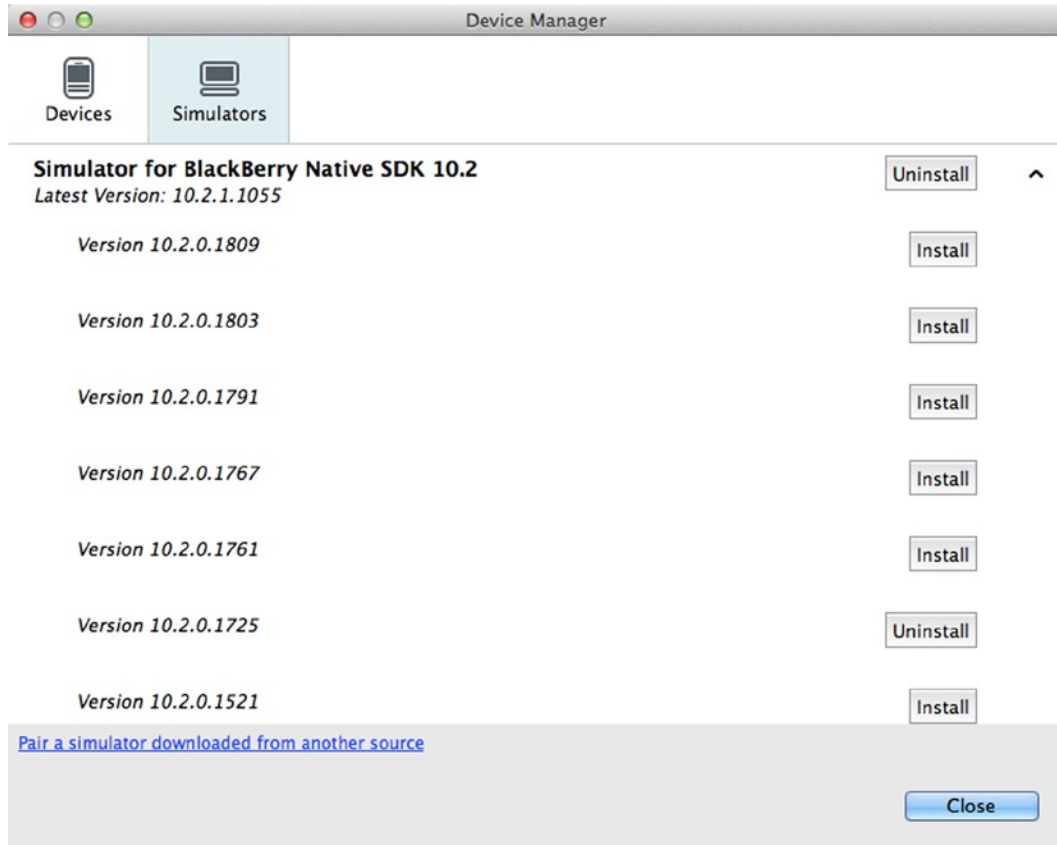 Device Manager
Devices
Simulators
Simulator for BlackBerry Native SDK 10.2
Uninstall
Latest Version: 10.2.1.1055
Version 10.2.0.1809
Install
Version 10.2.0.1803
Install
Version 10.2.0.1791
Install
Version 10.2.0.1767
Install
Version 10.2.0.1761
Install
Version 10.2.0.1725
Uninstall
Version 10.2.0.1521
Install
Pair a simulator downloaded from another source
Close